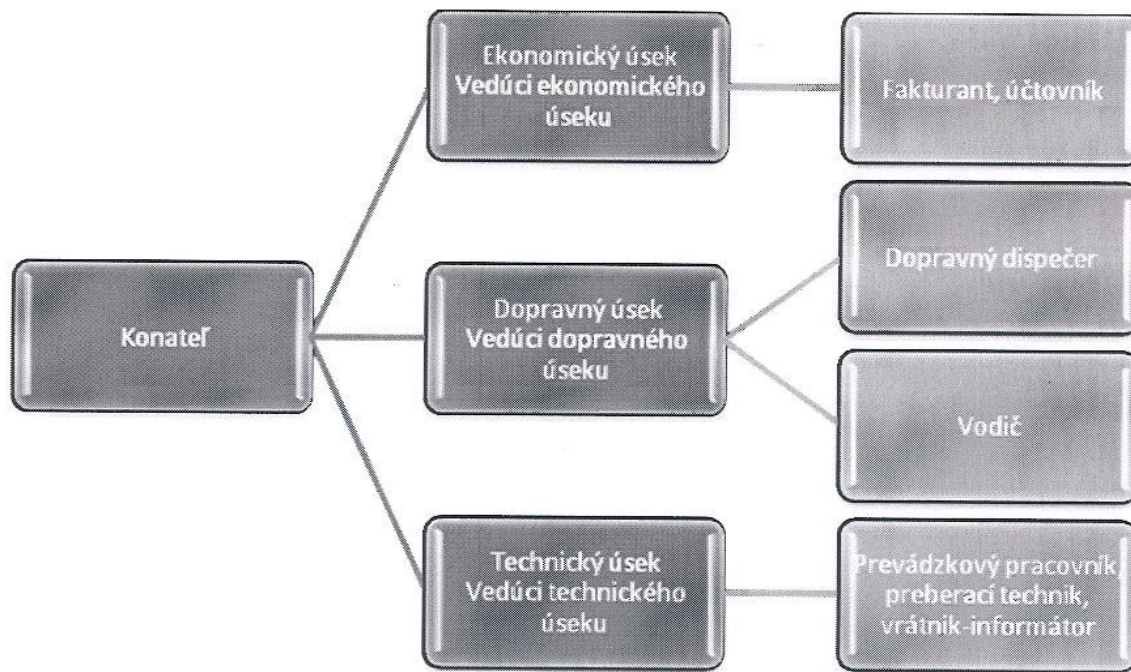 Konateľ
Ekonomický úsek
Vedúci ekonomického
úseku
Fakturant, účtovník
Dopravný úsek
Vedúci dopravného
úseku
Dopravný dispečer
Vodič
Technický úsek
Vedúci technického
úseku
Prevádzkový pracovník,
preberací technik,
vrátnik-informátor